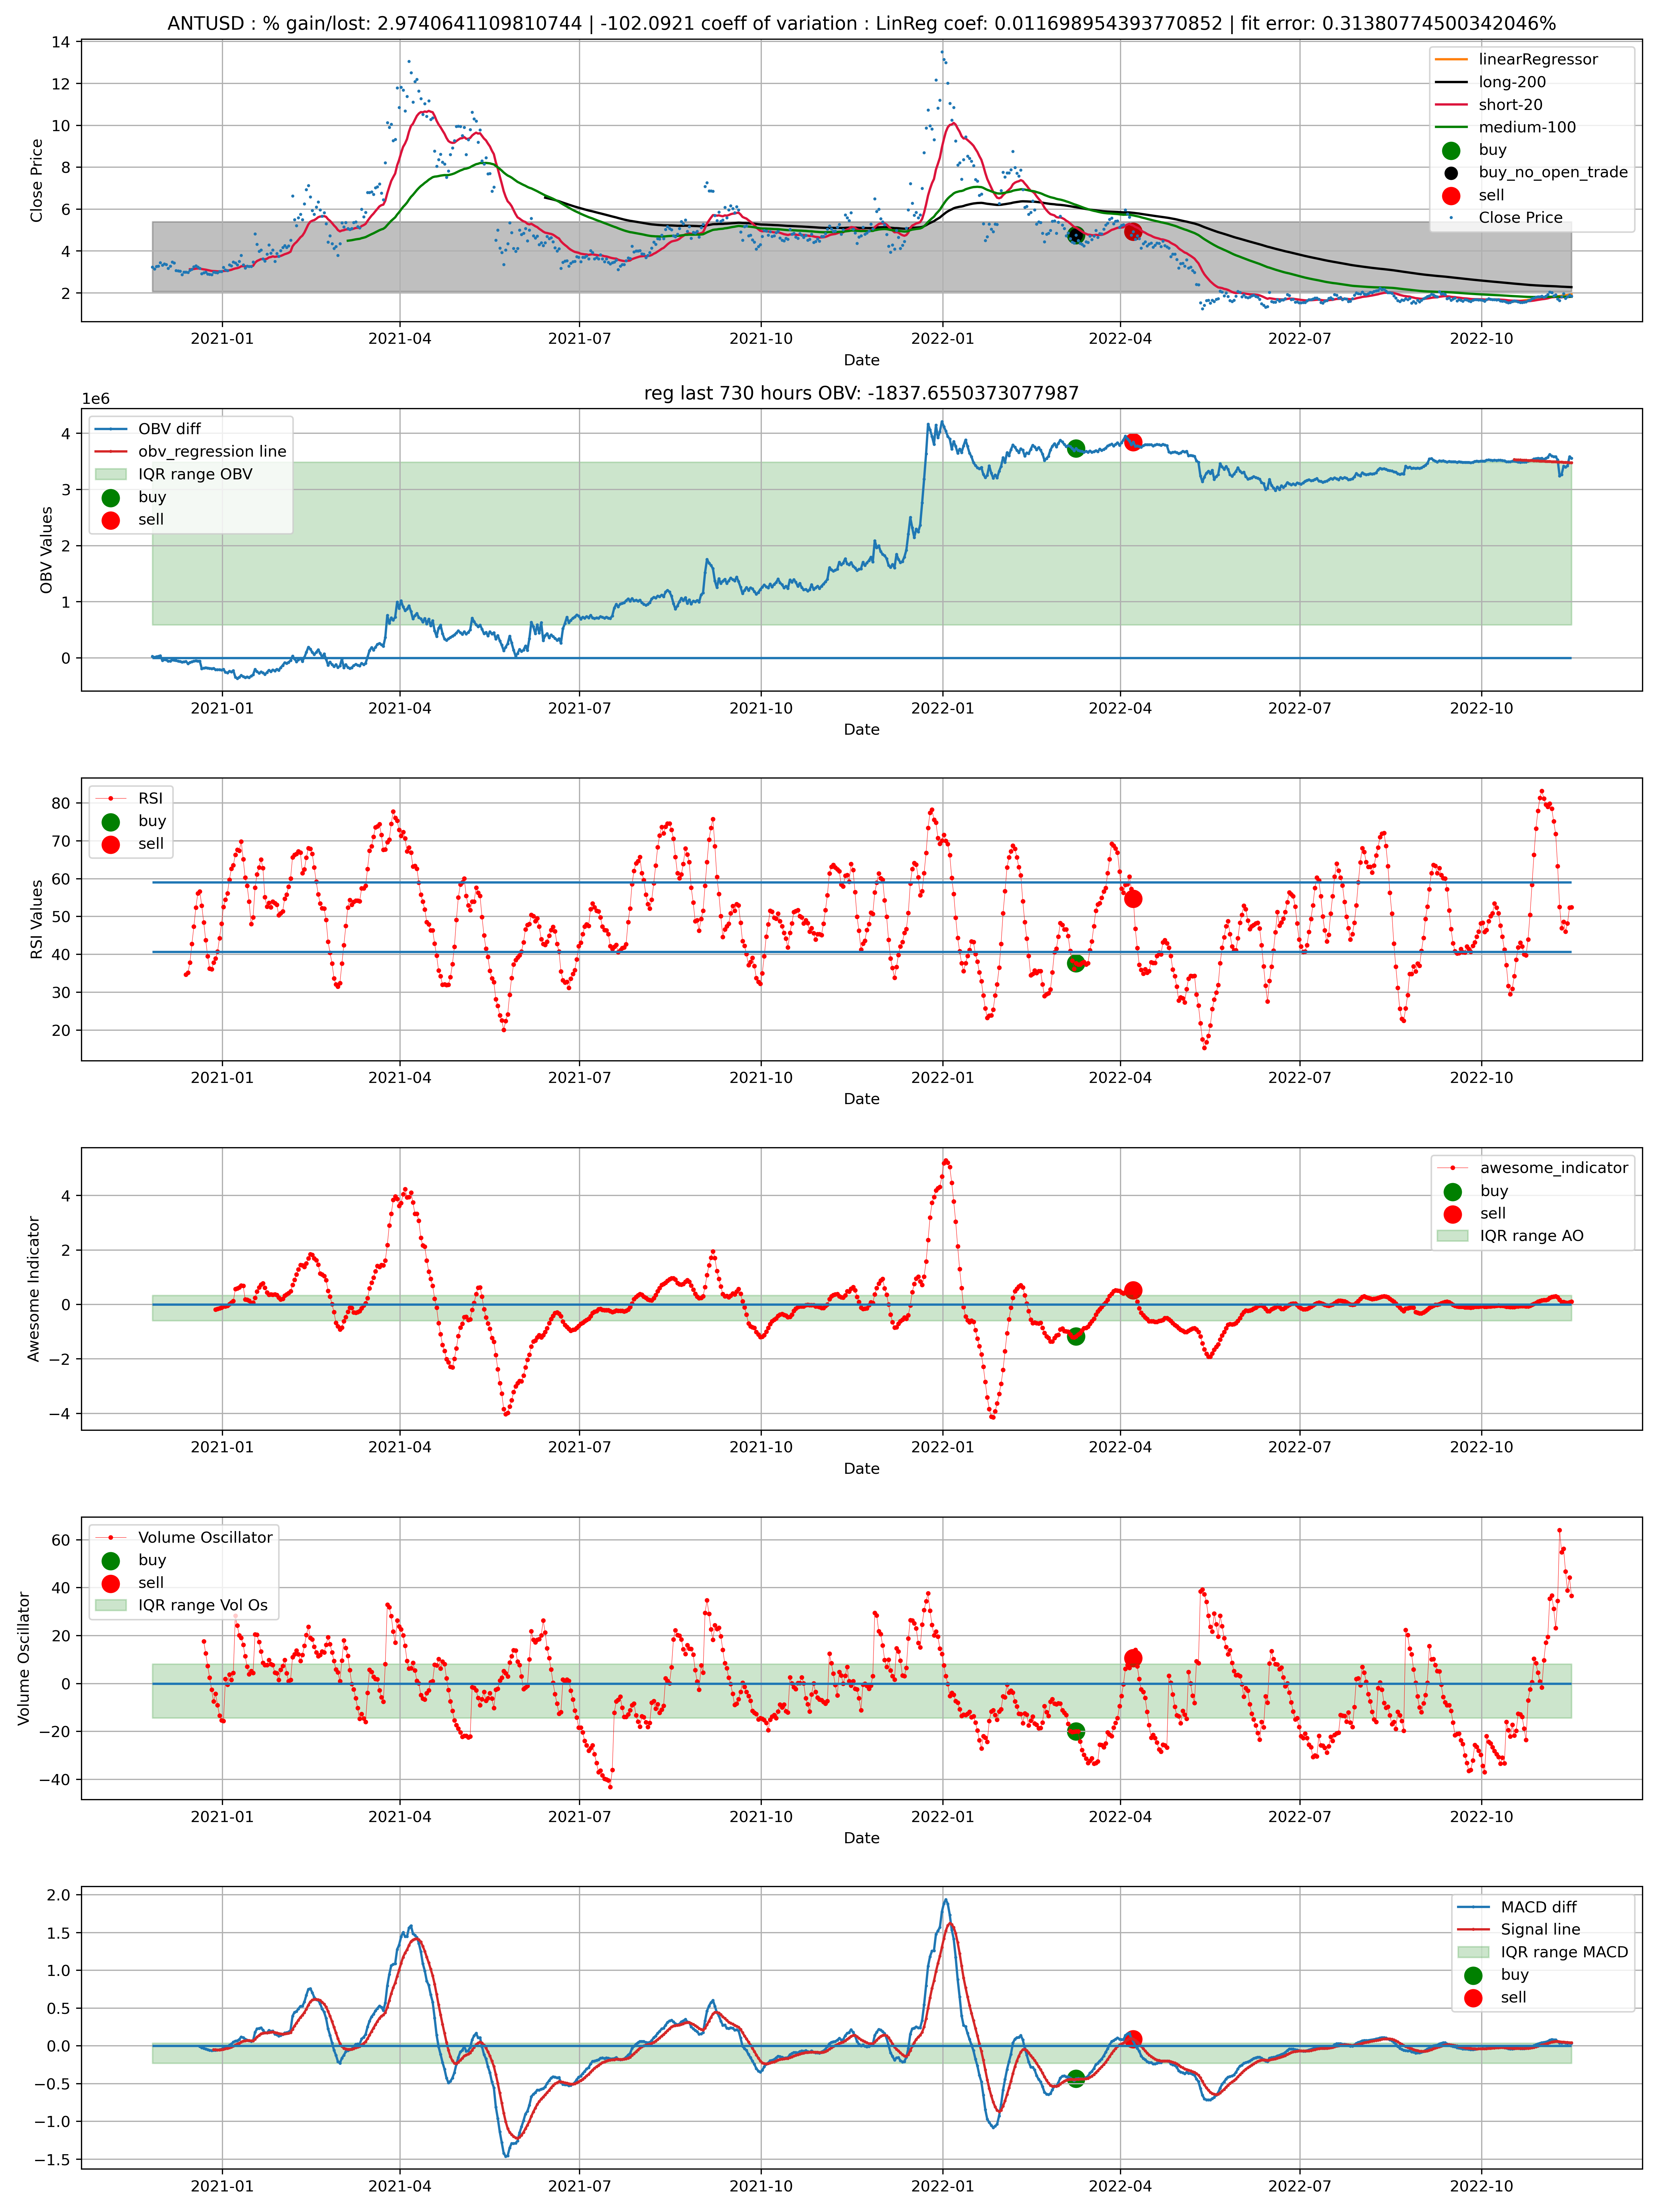 ANTUSD : % gain/lost: 2.9740641109810744 | -102.0921 coeff of variation : LinReg coef: 0.011698954393770852 | fit error: 0.31380774500342046%
14
12
10
8
6
4
2
Close Price
linearRegressor
long-200
short-20
medium-100
buy
buy_no_open_trade
sell
Close Price
2021-01 2021-04 2021-07 2021-10 2022-01 2022-04 2022-07 2022-10
Date
reg last 730 hours OBV: -1837.6550373077987
1e6
4
3
2
1
0
OBV Values
OBV diff
obv_regression line
IQR range OBV
buy
sell
2021-01 2021-04 2021-07 2021-10 2022-01 2022-04 2022-07 2022-10
Date
80
70
60
50
40
30
20
RSI Values
RSI
buy
sell
2021-01 2021-04 2021-07 2021-10 2022-01 2022-04 2022-07 2022-10
Date
4
2
0
−2
−4
Awesome Indicator
awesome_indicator
buy
sell
IQR range AO
2021-01 2021-04 2021-07 2021-10 2022-01 2022-04 2022-07 2022-10
Date
60
40
20
0
−20
−40
Volume Oscillator
Volume Oscillator
buy
sell
IQR range Vol Os
2021-01 2021-04 2021-07 2021-10 2022-01 2022-04 2022-07 2022-10
Date
2.0
1.5
1.0
0.5
0.0
−0.5
−1.0
−1.5
MACD diff
Signal line
IQR range MACD
buy
sell
2021-01 2021-04 2021-07 2021-10 2022-01 2022-04 2022-07 2022-10